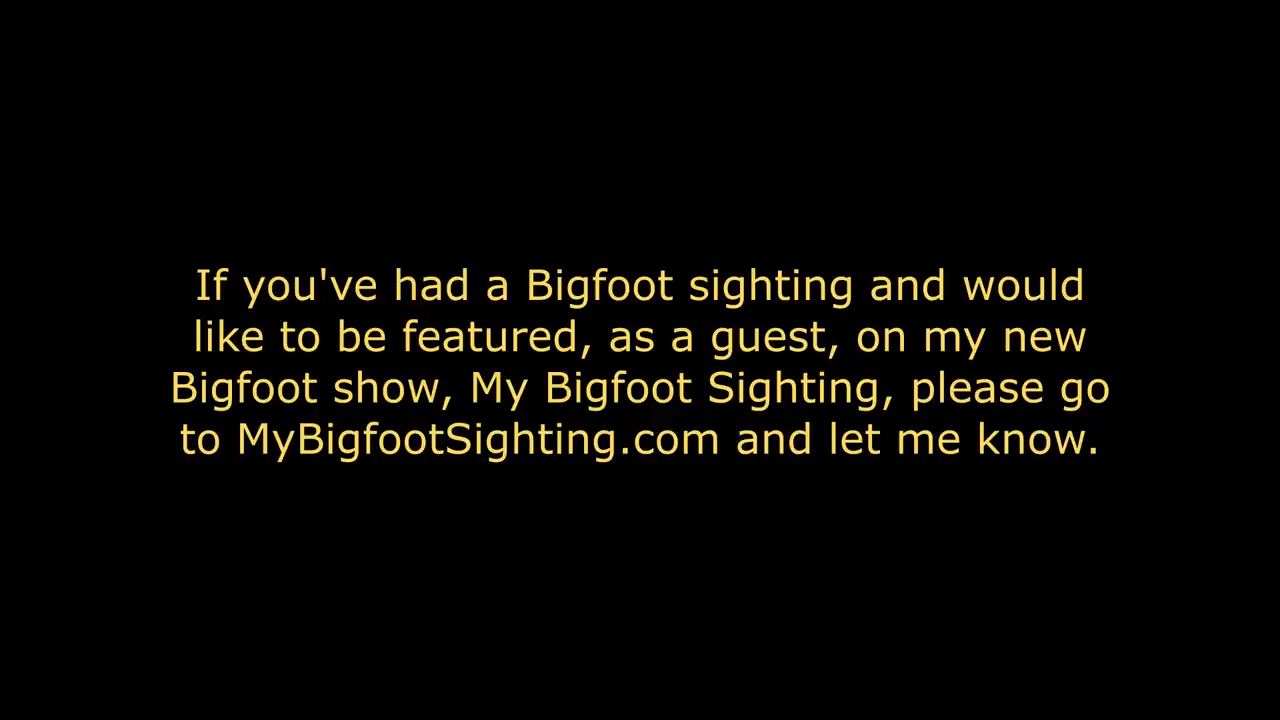 If you've had a Bigfoot sighting and would
like to be featured, as a guest, on my new
Bigfoot show, My Bigfoot Sighting, please go
to MyBigfootSighting.com and let me know.